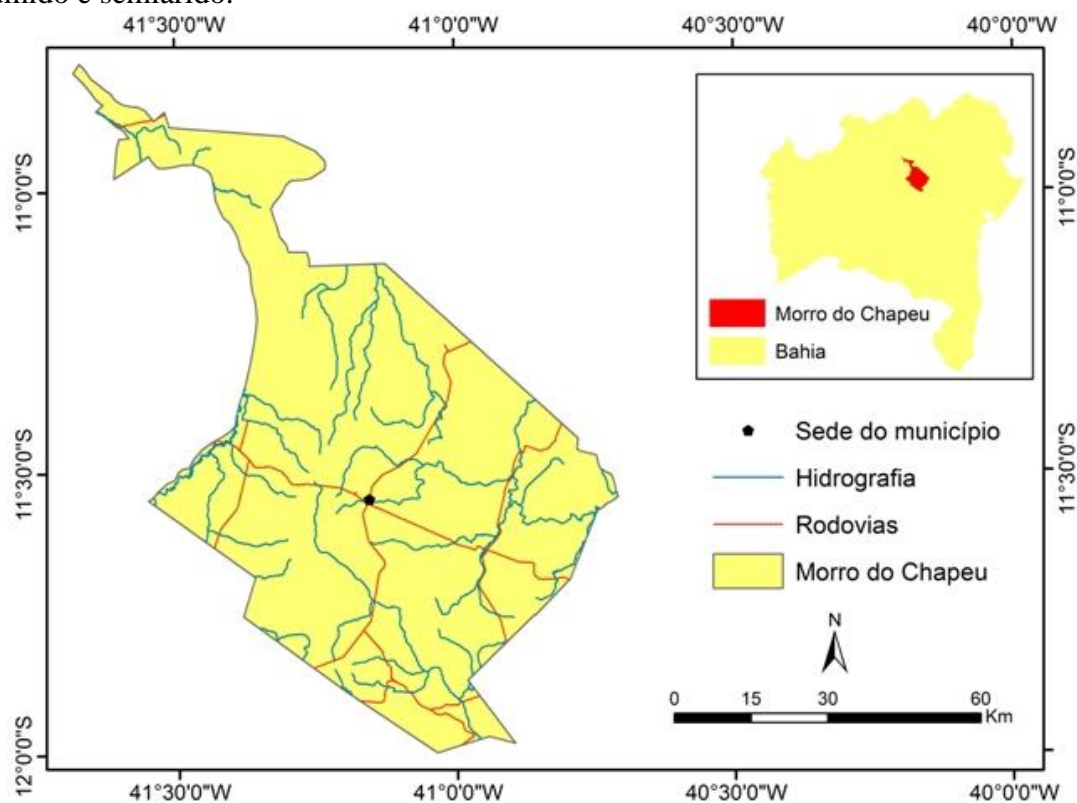 úmido e semiárido.
41°30'0"W 41°0'0"W 40°30'0"W 40°0'0"W
11°0'0"S
11°30'0"S
12°0'0"S
Morro do Chapeu
Bahia
11°0'0"S
11°30'0"S
Sede do município
Hidrografia
Rodovias
Morro do Chapeu
N
0 15 30 60
Km
41°30'0"W 41°0'0"W 40°30'0"W 40°0'0"W